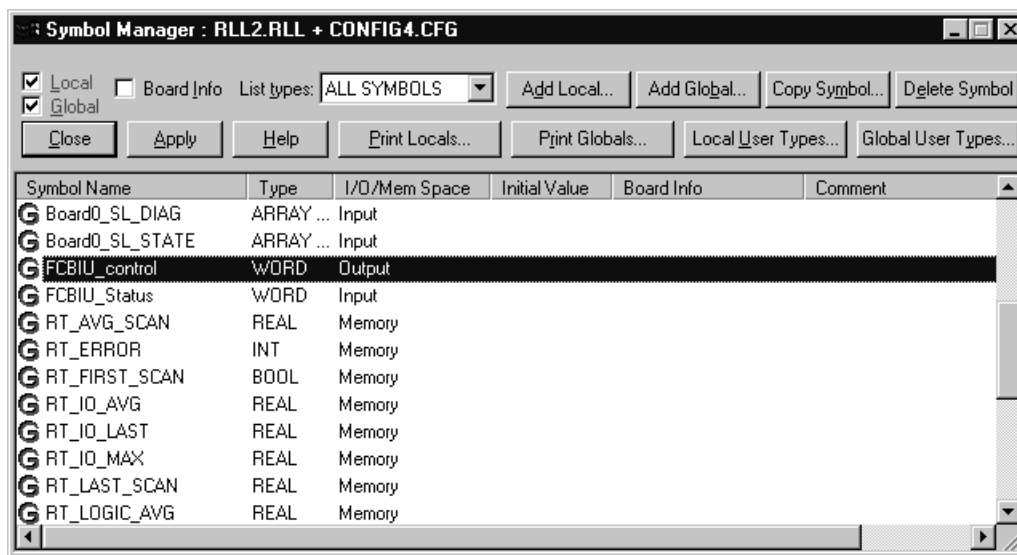 Symbol Manager : RLL2.RLL + CONFIG4.CFG
Local
Global
Board Info List types: ALL SYMBOLS Add Local... Add Global... Copy Symbol... Delete Symbol
Close Apply Help Print Locals... Print Globals... Local User Types... Global User Types...
Symbol Name Type I/O/Mem Space Initial Value Board Info Comment
G Board0_SL_DIAG ARRAY ... Input
G Board0_SL_STATE ARRAY ... Input
G FCBIU_control WORD Output
G FCBIU_Status WORD Input
G RT_AVG_SCAN REAL Memory
G RT_ERROR INT Memory
G RT_FIRST_SCAN BOOL Memory
G RT_IO_AVG REAL Memory
G RT_IO_LAST REAL Memory
G RT_IO_MAX REAL Memory
G RT_LAST_SCAN REAL Memory
G RT_LOGIC_AVG REAL Memory